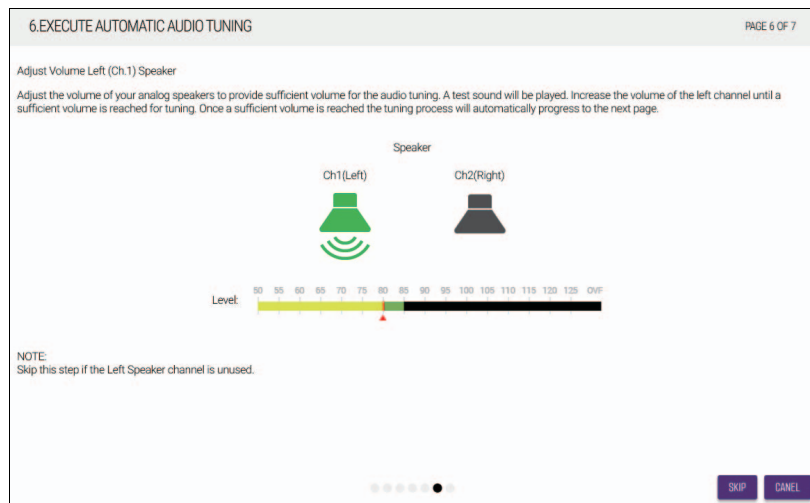 6.EXECUTE AUTOMATIC AUDIO TUNING PAGE 6 OF 7
Adjust Volume Left (Ch.1) Speaker
Adjust the volume of your analog speakers to provide sufficient volume for the audio tuning. A test sound will be played. Increase the volume of the left channel until a
sufficient volume is reached for tuning. Once a sufficient volume is reached the tuning process will automatically progress to the next page.
Speaker
Ch1(Left) Ch2(Right)
50 55 60 65 70 75 80 85 90 95 100 105 110 115 120 125 OVF
Level:
NOTE:
Skip this step if the Left Speaker channel is unused.
SKIP CANEL